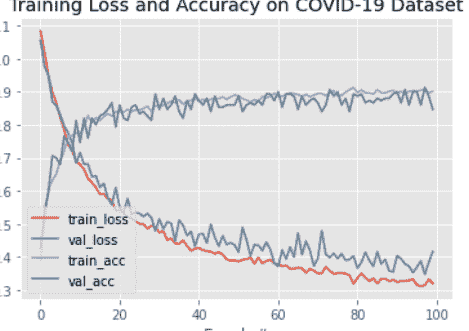 Training Loss and Accuracy on COVID-19 Dataset
.1
.0
.9
.8
.7
.6
.5
.4
.3
train_loss
val_loss
train_acc
val_acc
0 20 40 60 80 100